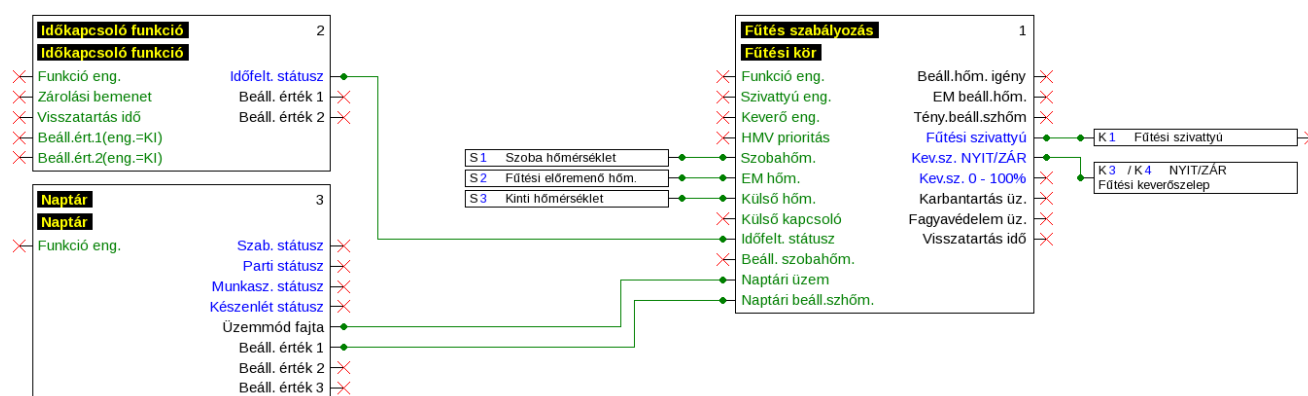 Időkapcsoló funkció 2
Időkapcsoló funkció
Funkció eng. Időfelt. státusz
Zárolási bemenet Beáll. érték 1
Visszatartás idő Beáll. érték 2
Beáll.ért.1(eng.=KI)
Beáll.ért.2(eng.=KI)
Naptár 3
Naptár
Funkció eng. Szab. státusz
Parti státusz
Munkasz. státusz
Készenlét státusz
Üzemmód fajta
Beáll. érték 1
Beáll. érték 2
Beáll. érték 3
S 1 Szoba hőmérséklet
S 2 Fűtési előremenő hőm.
S 3 Kinti hőmérséklet
Fűtés szabályozás 1
Fűtési kör
Funkció eng. Beáll.hőm. igény
Szivattyú eng. EM beáll.hőm.
Keverő eng. Tény.beáll.szhőm
HMV prioritás Fűtési szivattyú
Szobahőm. Kev.sz. NYIT/ZÁR
EM hőm. Kev.sz. 0 - 100%
Külső hőm. Karbantartás üz.
Külső kapcsoló Fagyavédelem üz.
Időfelt. státusz Visszatartás idő
Beáll. szobahőm.
Naptári üzem
Naptári beáll.szhőm.
K 1 Fűtési szivattyú
K 3 / K 4 NYIT/ZÁR
Fűtési keverőszelep